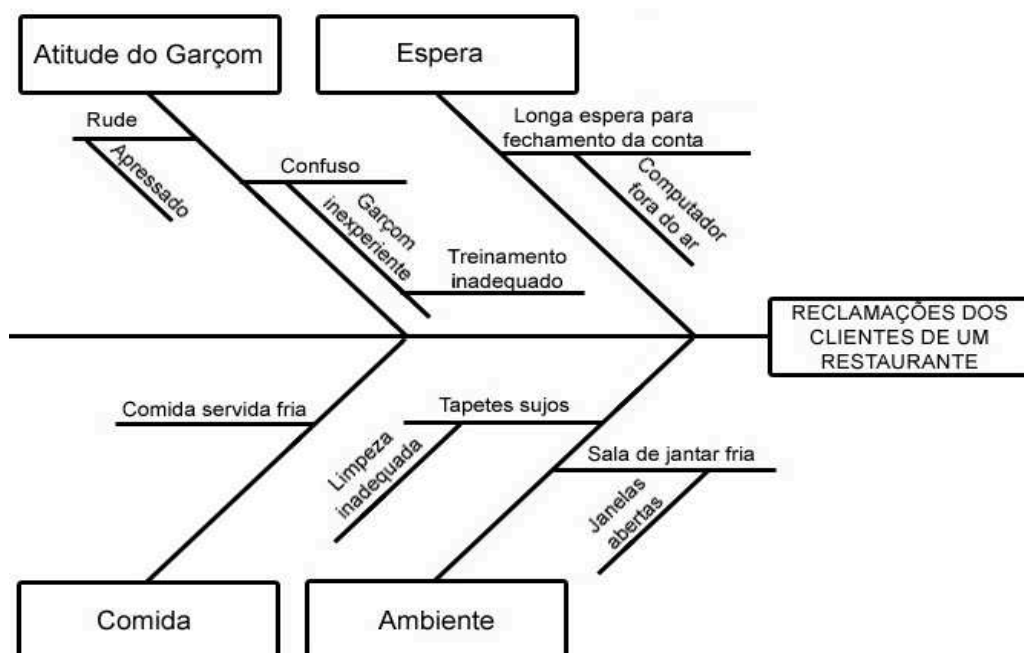 Atitude do Garçom
Espera
Rude
Apressado
Confuso
Garçom
inexperiente
Treinamento
inadequado
Longa espera para
fechamento da conta
Computador
fora do ar
RECLAMAÇÕES DOS
CLIENTES DE UM
RESTAURANTE
Comida servida fria
Tapetes sujos
Limpeza
inadequada
Sala de jantar fria
Janelas
abertas
Comida
Ambiente